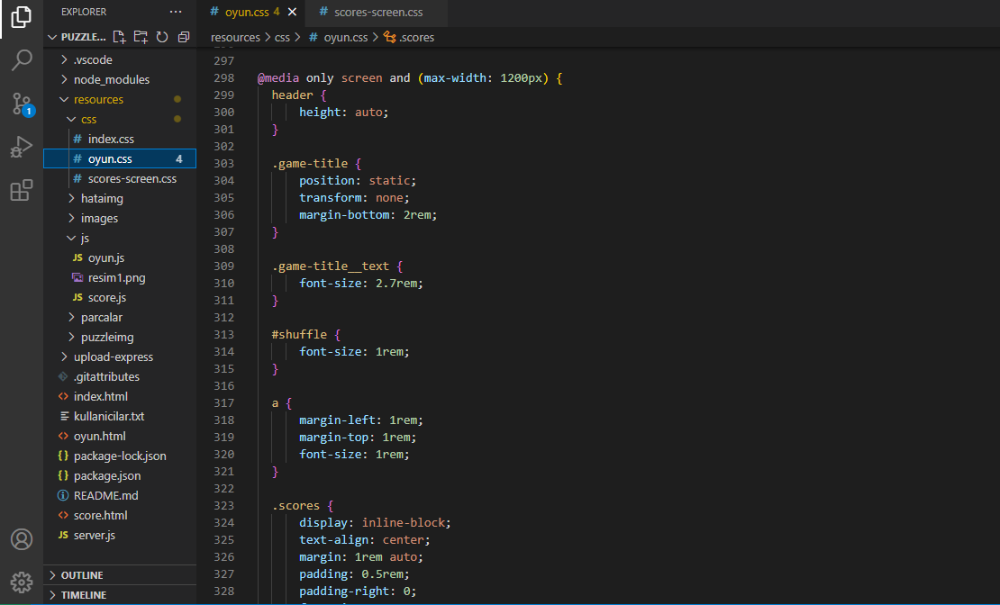 EXPLORER
PUZZLE...
.vscode
node_modules
resources
css
# index.css
# oyun.css 4
# scores-screen.css
hataimg
images
js
JS oyun.js
resim1.png
JS score.js
parcalar
puzzleimg
upload-express
.gitattributes
<> index.html
kullanicilar.txt
<> oyun.html
{} package-lock.json
{} package.json
README.md
<> score.html
JS server.js
OUTLINE
TIMELINE
1
# oyun.css 4
# scores-screen.css
resources > css > # oyun.css > .scores
297
298 @media only screen and (max-width: 1200px) {
299 header {
300 height: auto;
301 }
302
303 .game-title {
304 position: static;
305 transform: none;
306 margin-bottom: 2rem;
307 }
308
309 .game-title__text {
310 font-size: 2.7rem;
311 }
312
313 #shuffle {
314 font-size: 1rem;
315 }
316
317 a {
318 margin-left: 1rem;
319 margin-top: 1rem;
320 font-size: 1rem;
321 }
322
323 .scores {
324 display: inline-block;
325 text-align: center;
326 margin: 1rem auto;
327 padding: 0.5rem;
328 padding-right: 0;